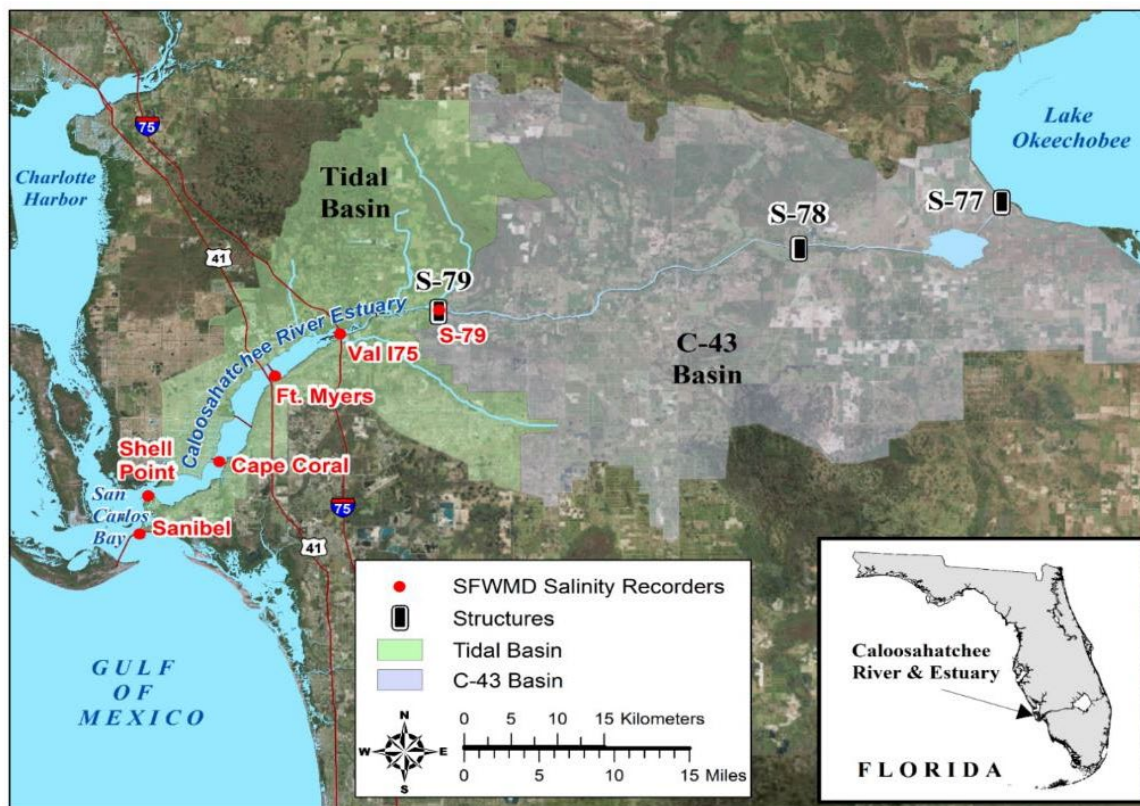 Lake
Okeechobee
75
Charlotte
Harbor
Tidal
Basin
S-77
S-78
41
S-79
S-79
Caloosahatchee River Estuary
Val I75
C-43
Basin
Ft. Myers
Shell
Point
Cape Coral
San
Carlos
Bay
Sanibel
75
41
SFWMD Salinity Recorders
Structures
Tidal Basin
C-43 Basin
GULF
OF
MEXICO
N
W
E
S
0 5 10 15 Kilometers
0 5 10 15 Miles
Caloosahatchee
River & Estuary
FLORIDA